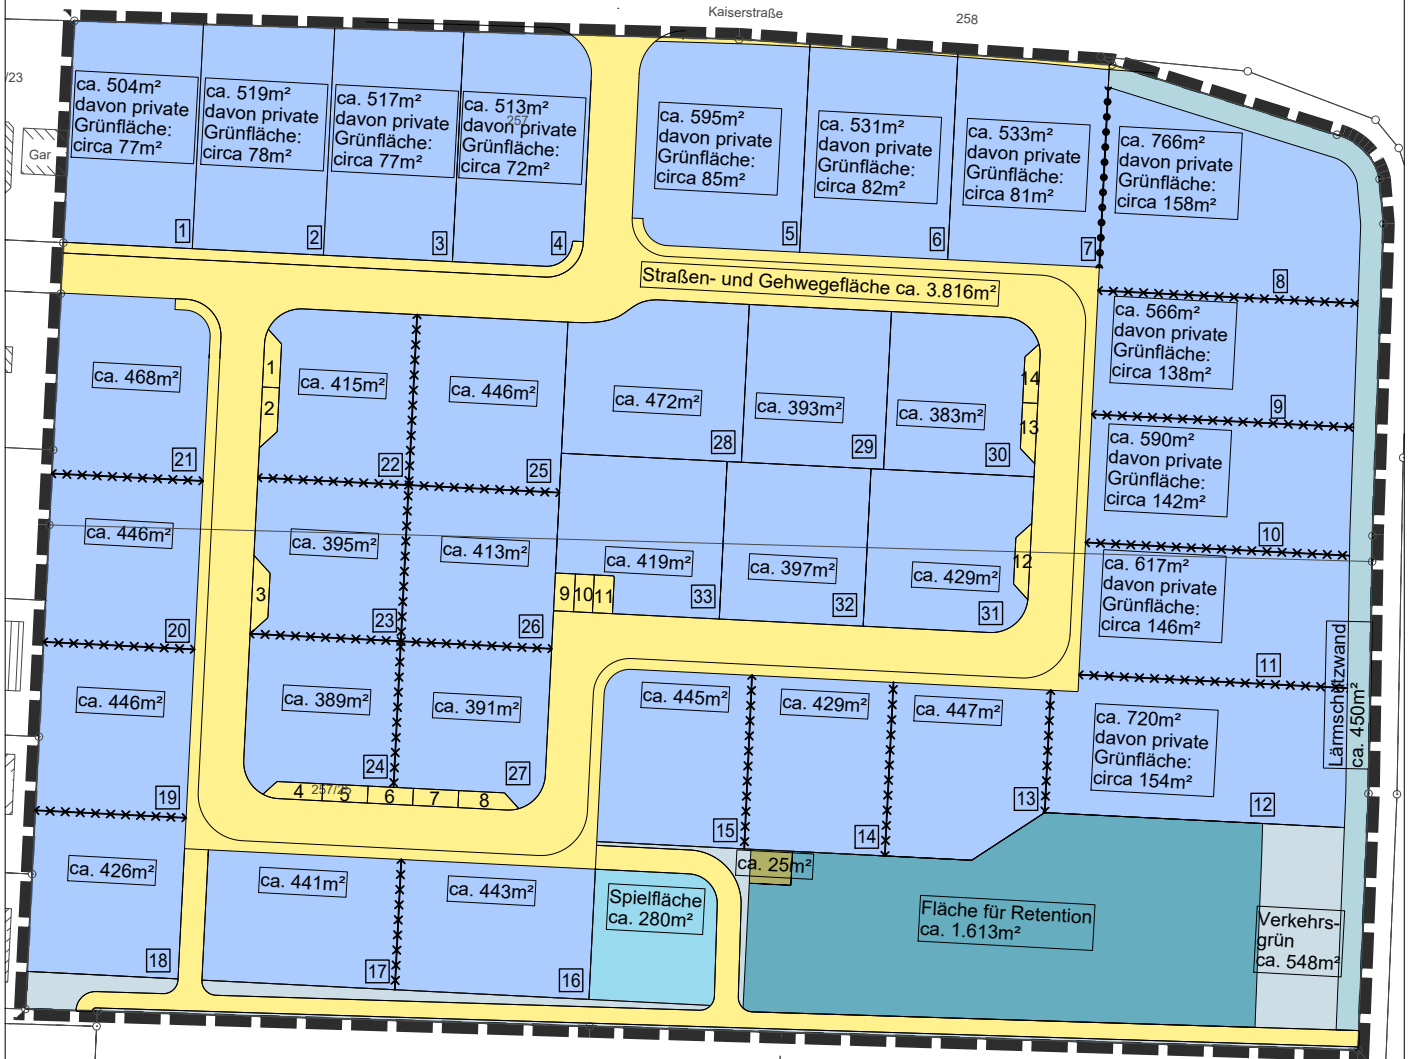 Kaiserstraße
258
/23
Gar
ca. 504m²
davon private
Grünfläche:
circa 77m²
1
ca. 519m²
davon private
Grünfläche:
circa 78m²
2
ca. 517m²
davon private
Grünfläche:
circa 77m²
3
ca. 513m²
257
davon private
Grünfläche:
circa 72m²
4
ca. 595m²
davon private
Grünfläche:
circa 85m²
5
ca. 531m²
davon private
Grünfläche:
circa 82m²
6
ca. 533m²
davon private
Grünfläche:
circa 81m²
7
ca. 766m²
davon private
Grünfläche:
circa 158m²
8
Straßen- und Gehwegefläche ca. 3.816m²
ca. 566m²
davon private
Grünfläche:
circa 138m²
9
ca. 468m²
21
1
2
ca. 415m²
22
ca. 446m²
25
ca. 472m²
28
ca. 393m²
29
ca. 383m²
30
14
13
ca. 590m²
davon private
Grünfläche:
circa 142m²
10
ca. 446m²
20
3
ca. 395m²
23
ca. 413m²
26
9
10
11
ca. 419m²
33
ca. 397m²
32
ca. 429m²
31
12
ca. 617m²
davon private
Grünfläche:
circa 146m²
11
Lärmschutzwand
ca. 450m²
ca. 446m²
19
ca. 389m²
24
ca. 391m²
27
4
257/25
5
6
7
8
ca. 445m²
15
ca. 429m²
14
ca. 447m²
13
ca. 720m²
davon private
Grünfläche:
circa 154m²
12
ca. 426m²
18
ca. 441m²
17
ca. 443m²
16
Spielfläche
ca. 280m²
ca. 25m²
Fläche für Retention
ca. 1.613m²
Verkehrs-
grün
ca. 548m²